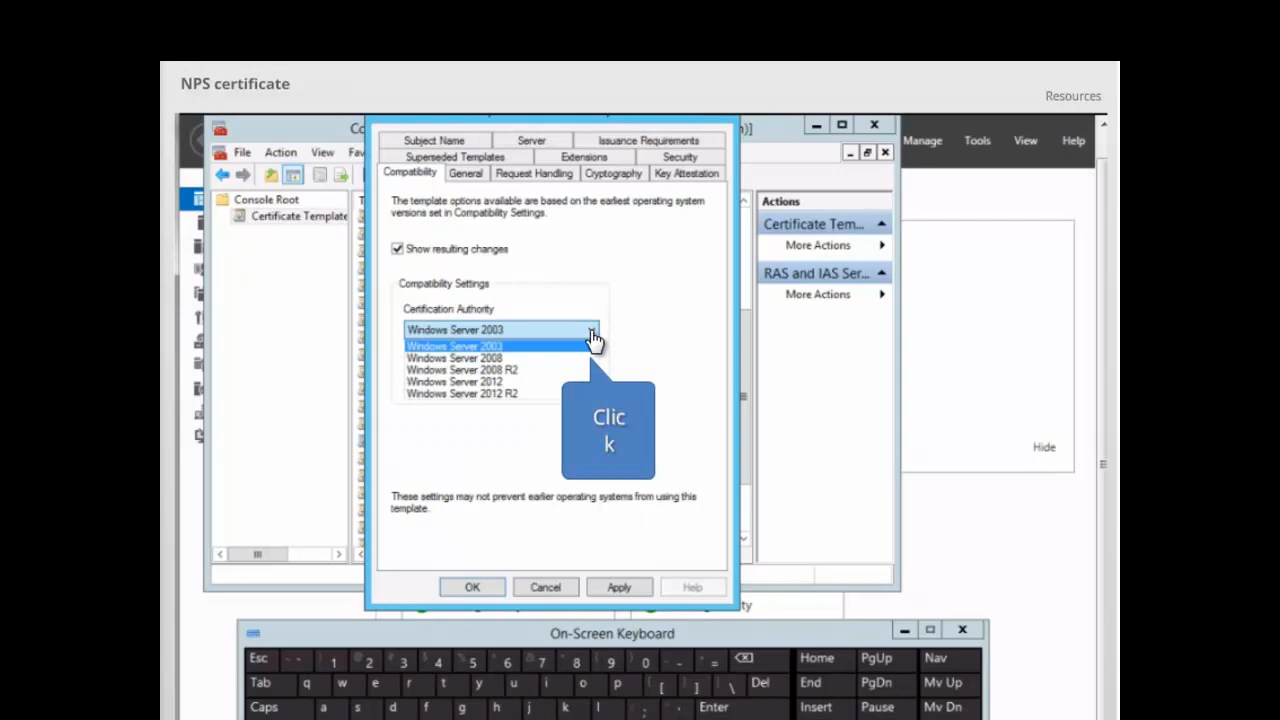 NPS certificate
Resources
Co
n)]
Manage Tools View Help
File Action View Fav
Subject Name Server Issuance Requirements
Superseded Templates Extensions Security
Compatibility General Request Handling Cryptography Key Attestation
Console Root
Certificate Template
The template options available are based on the earliest operating system
versions set in Compatibility Settings.
Show resulting changes
Compatibility Settings
Certification Authority
Windows Server 2003
Windows Server 2003
Windows Server 2008
Windows Server 2008 R2
Windows Server 2012
Windows Server 2012 R2
Clic
k
These settings may not prevent earlier operating systems from using this
template.
OK Cancel Apply Help
Actions
Certificate Tem...
More Actions
RAS and IAS Ser...
More Actions
Hide
ty
On-Screen Keyboard
Esc 1 2 3 4 5 6 7 8 9 0 - = Home PgUp Nav
Tab q w e r t y u i o p [ ] \ Del End PgDn Mv Up
Caps a s d f g h j k l ; ' Enter Insert Pause Mv Dn